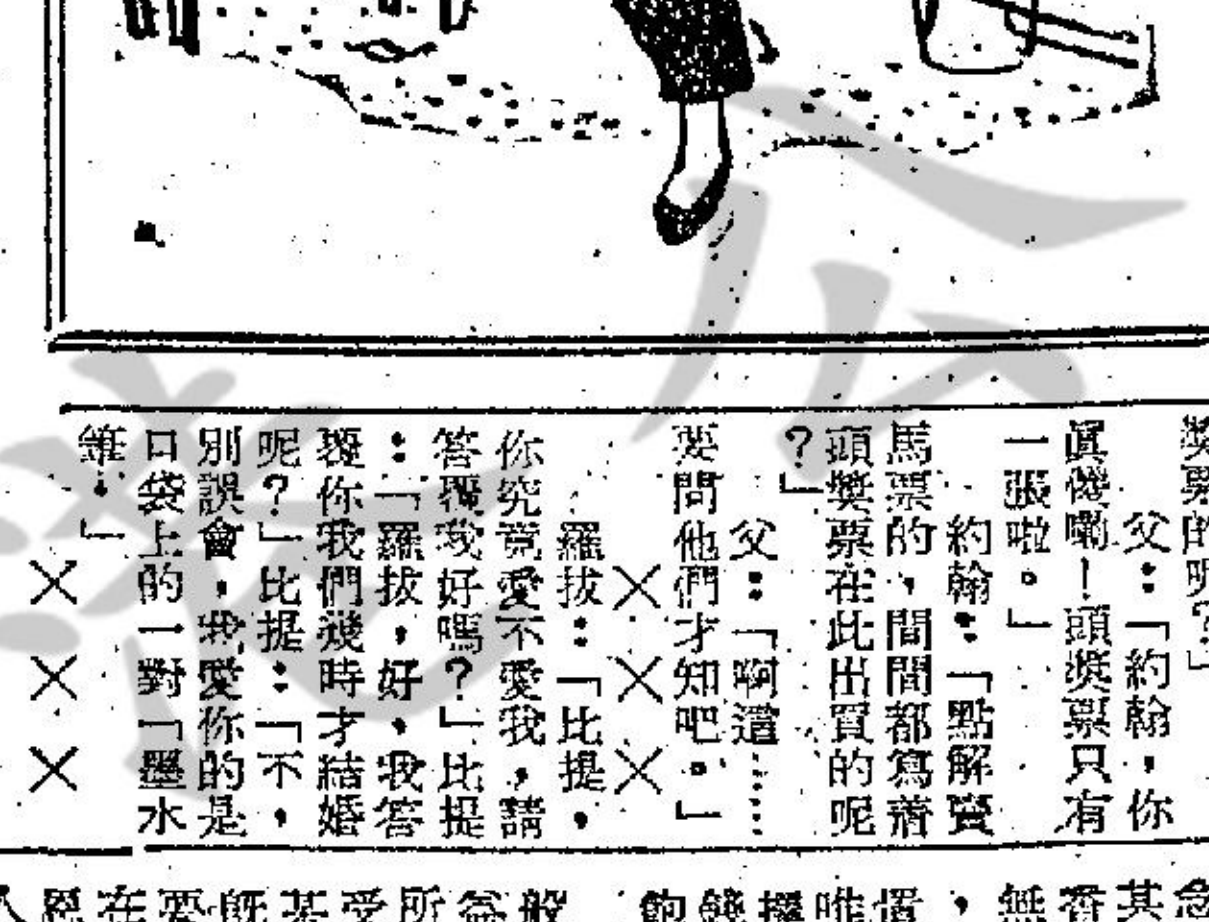 獎票的呢？」
父：「約翰，你
眞儍嘞！頭奬票只有
一張啦。」
約翰：「點解賣
馬票的，間間都寫着
頭奬票在此出買的呢
？」
父：「啊這……
要問他們才知吧。」
×××
羅拔：「比提，
你究竟愛不愛我，請
答覆我好嗎？」比提
：「羅拔，好，我答
覆你我們幾時才結婚
呢？」比提：「不，
別誤會，我愛你的是
口袋上的一對「墨水
筆。」
×××